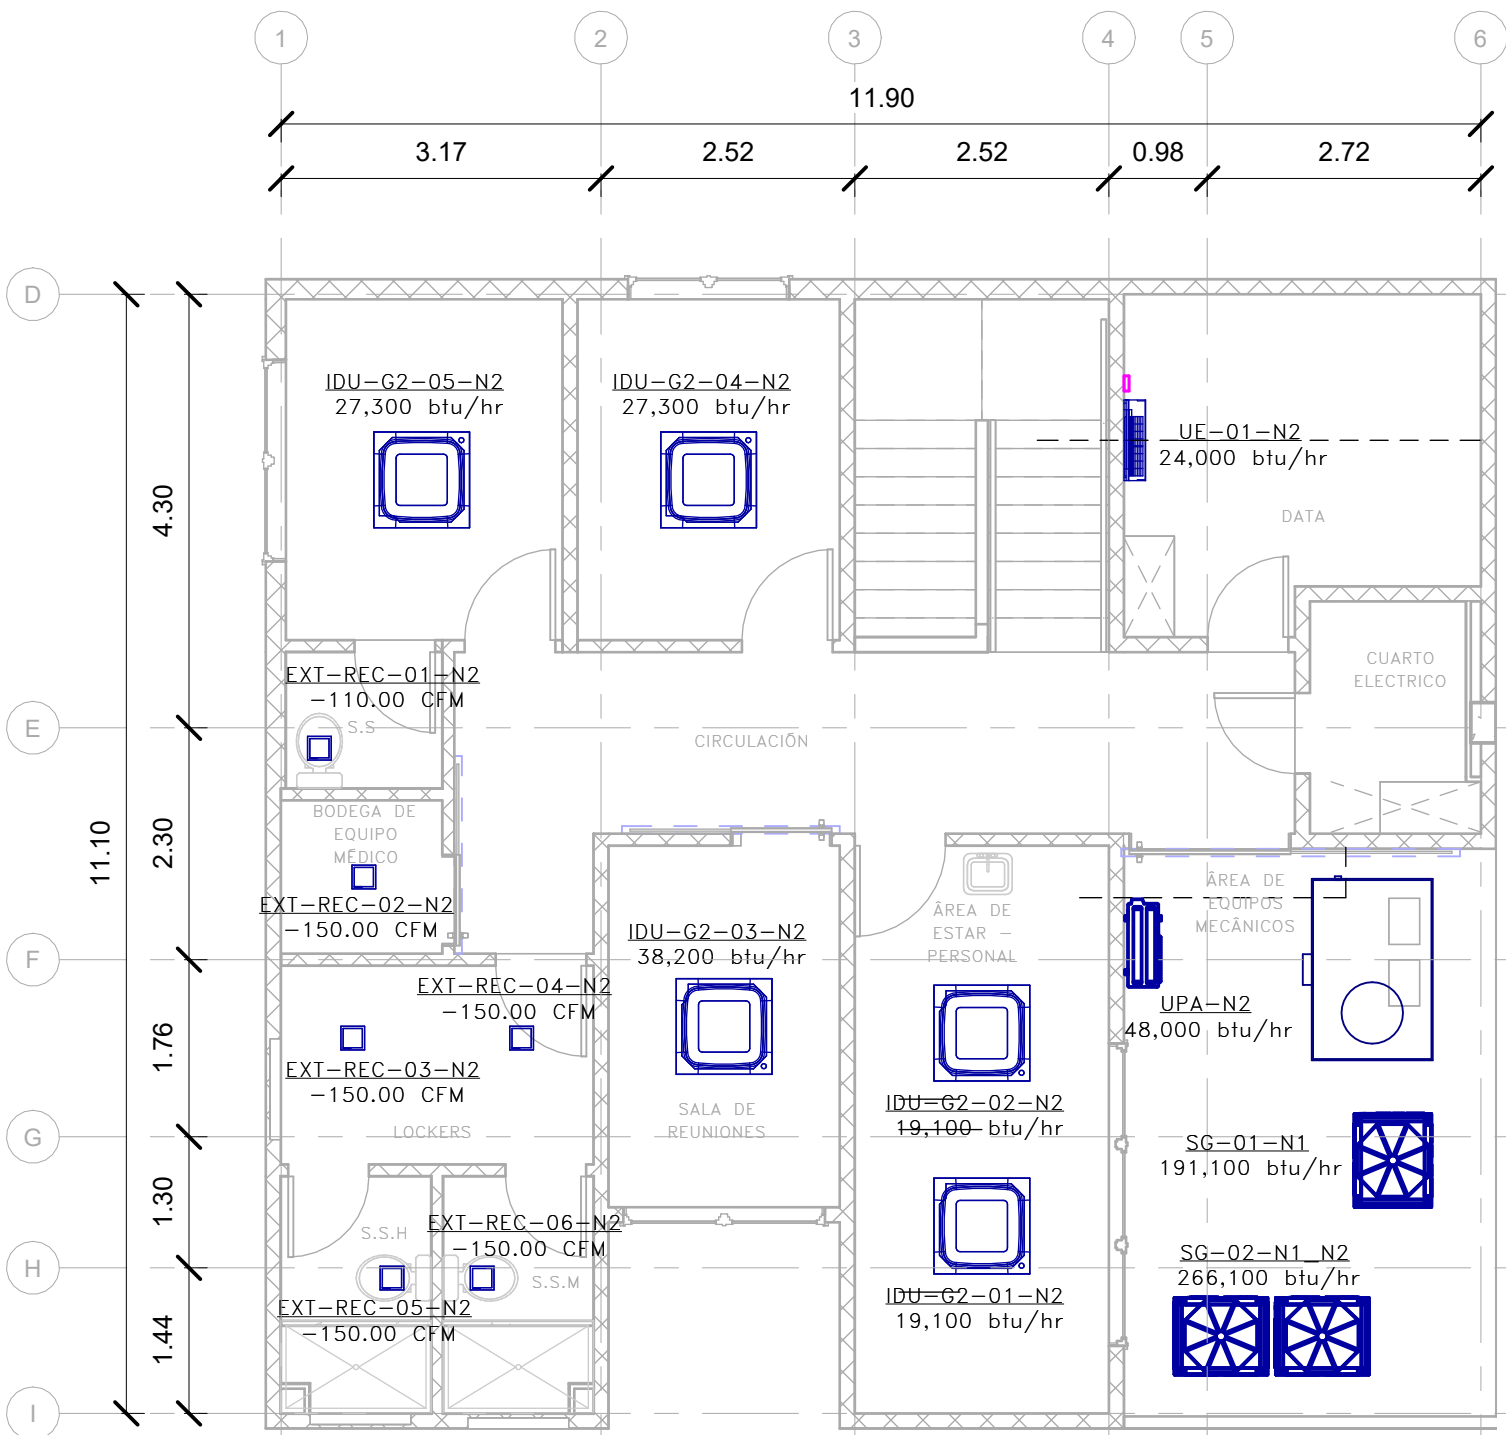 1
2
3
4
5
6
11.90
3.17
2.52
2.52
0.98
2.72
D
E
F
G
H
I
11.10
4.30
2.30
1.76
1.30
1.44
IDU-G2-05-N2
27,300 btu/hr
IDU-G2-04-N2
27,300 btu/hr
UE-01-N2
24,000 btu/hr
DATA
CUARTO
ELECTRICO
EXT-REC-01-N2
-110.00 CFM
S.S
CIRCULACIÓN
BODEGA DE
EQUIPO
MÉDICO
EXT-REC-02-N2
-150.00 CFM
IDU-G2-03-N2
38,200 btu/hr
ÂREA DE
ESTAR -
PERSONAL
ÂREA DE
EQUIPOS
MECÂNICOS
UPA-N2
48,000 btu/hr
EXT-REC-04-N2
-150.00 CFM
EXT-REC-03-N2
-150.00 CFM
LOCKERS
SALA DE
REUNIONES
IDU-G2-02-N2
19,100 btu/hr
SG-01-N1
191,100 btu/hr
S.S.H
EXT-REC-06-N2
-150.00 CFM
S.S.M
EXT-REC-05-N2
-150.00 CFM
IDU-G2-01-N2
19,100 btu/hr
SG-02-N1_N2
266,100 btu/hr